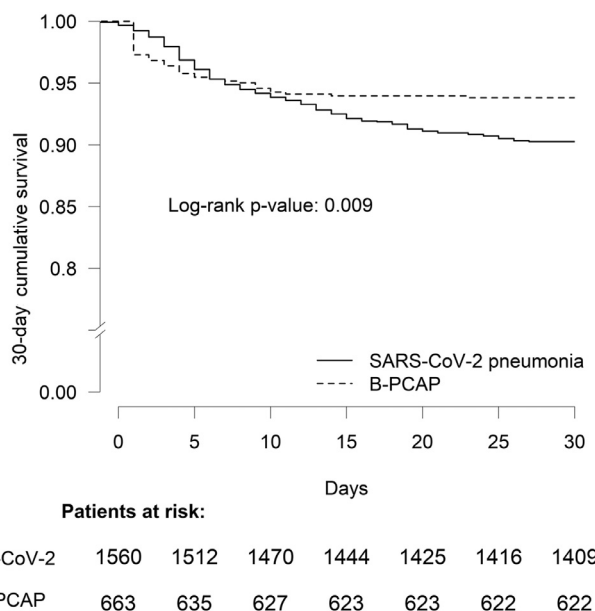 1.00
0.95
0.90
0.85
0.8
0.00
30-day cumulative survival
Log-rank p-value: 0.009
SARS-CoV-2 pneumonia
B-PCAP
0 5 10 15 20 25 30
Days
Patients at risk:
-CoV-2 1560 1512 1470 1444 1425 1416 1409
PCAP 663 635 627 623 623 622 622